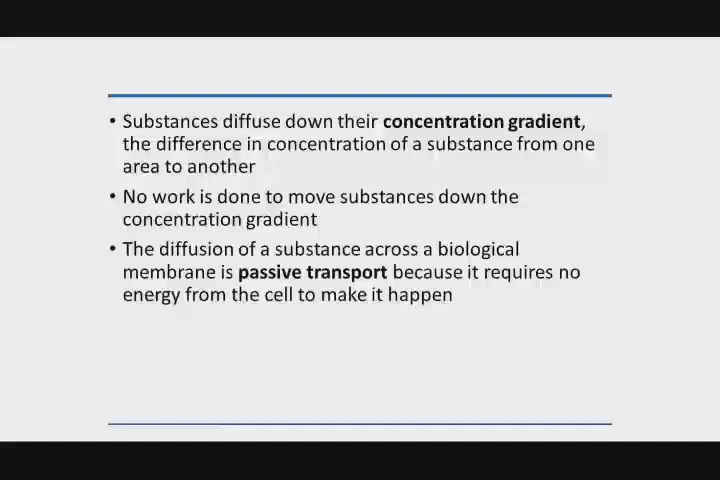 • Substances diffuse down their concentration gradient,
the difference in concentration of a substance from one
area to another
• No work is done to move substances down the
concentration gradient
• The diffusion of a substance across a biological
membrane is passive transport because it requires no
energy from the cell to make it happen